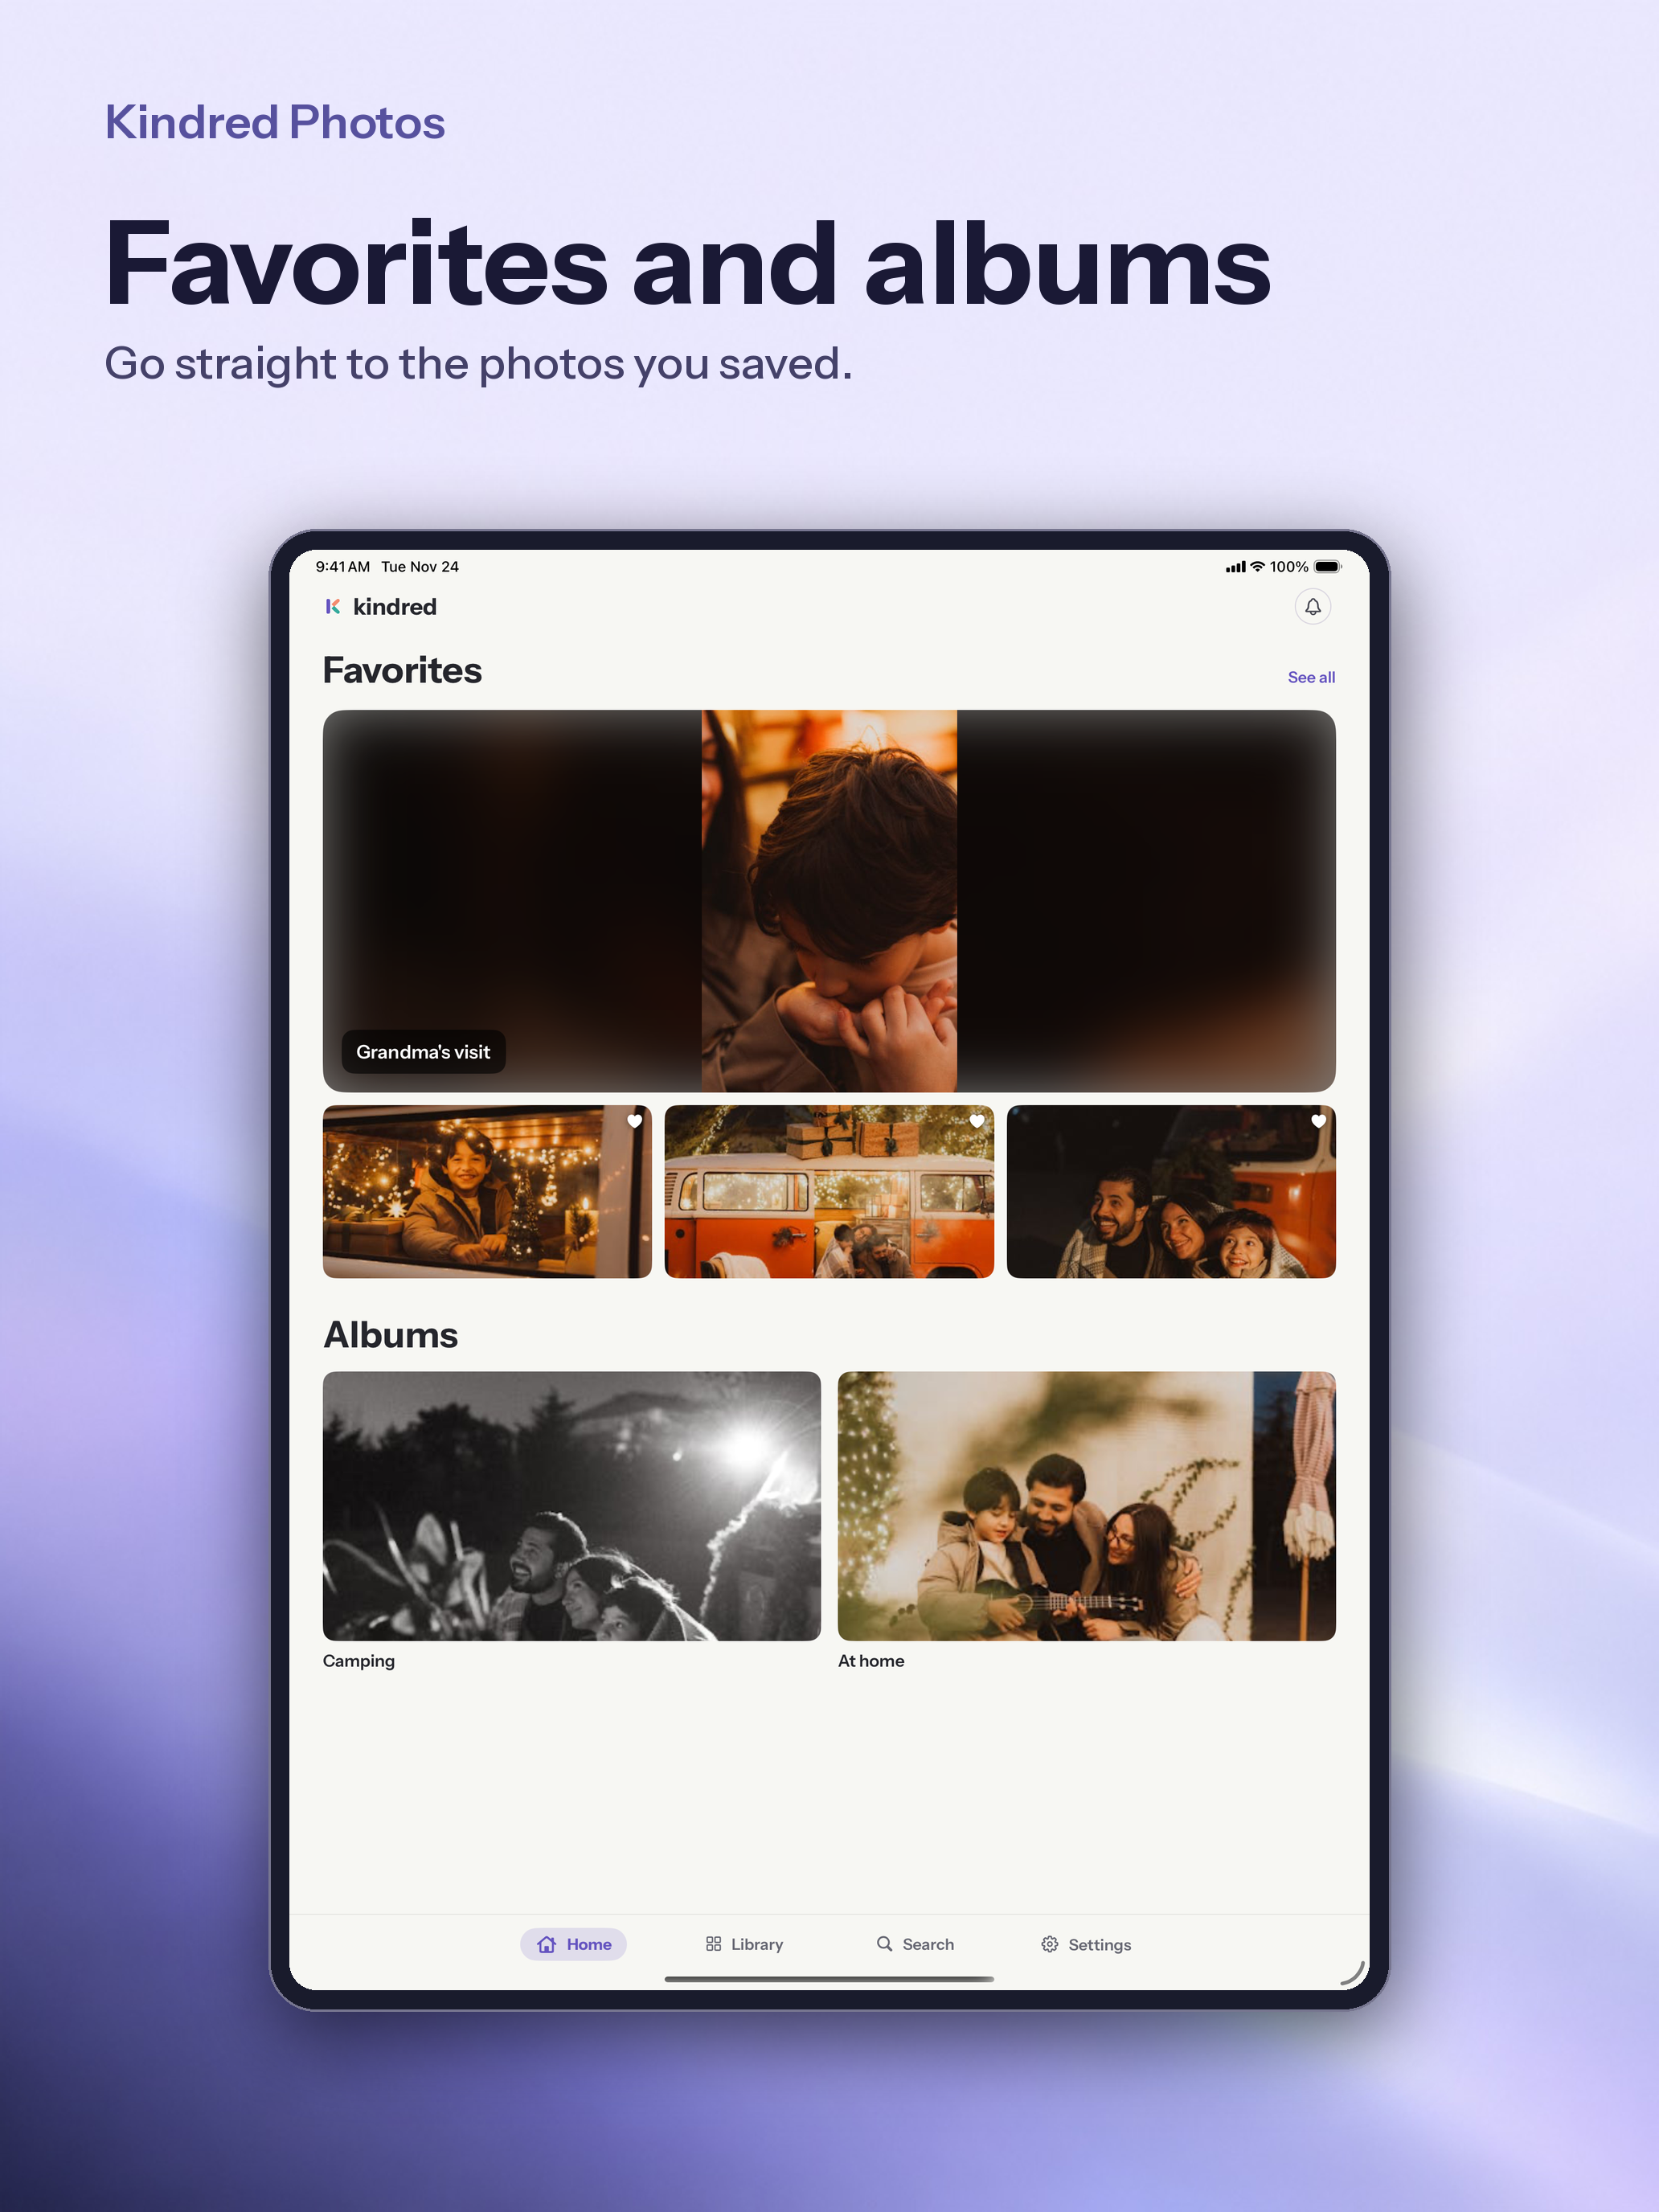 Kindred Photos
Favorites and albums
Go straight to the photos you saved.
9:41 AM Tue Nov 24
100%
kindred
Favorites
See all
Grandma's visit
Albums
Camping
At home
Home
Library
Search
Settings